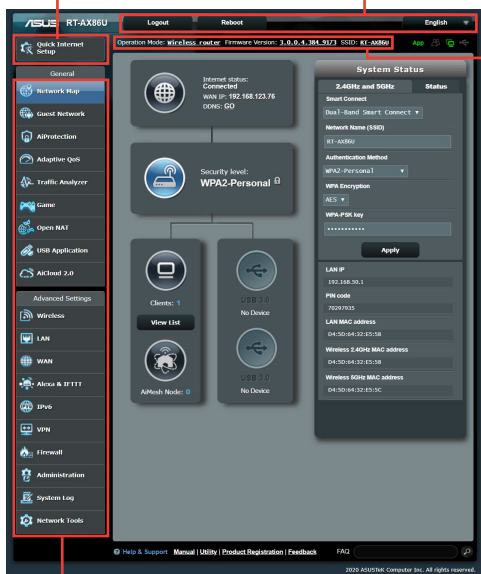 ASUS RT-AX86U
Logout
Reboot
English
Quick Internet Setup
Operation Mode: Wireless router Firmware Version: 3.0.0.4.384_9173 SSID: RT-AX86U
App
General
Network Map
Guest Network
AiProtection
Adaptive QoS
Traffic Analyzer
Game
Open NAT
USB Application
AiCloud 2.0
Advanced Settings
Wireless
LAN
WAN
Alexa & IFTTT
IPv6
VPN
Firewall
Administration
System Log
Network Tools
Internet status:
Connected
WAN IP: 192.168.123.76
DDNS: GO
Security level:
WPA2-Personal
Clients: 1
View List
AiMesh Node: 0
USB 3.0
No Device
USB 3.0
No Device
System Status
2.4GHz and 5GHz
Status
Smart Connect
Dual-Band Smart Connect
Network Name (SSID)
RT-AX86U
Authentication Method
WPA2-Personal
WPA Encryption
AES
WPA-PSK key
Apply
LAN IP
192.168.50.1
PIN code
70297935
LAN MAC address
D4:5D:64:32:E5:58
Wireless 2.4GHz MAC address
D4:5D:64:32:E5:58
Wireless 5GHz MAC address
D4:5D:64:32:E5:5C
Help & Support Manual | Utility | Product Registration | Feedback
FAQ
2020 ASUSTeK Computer Inc. All rights reserved.